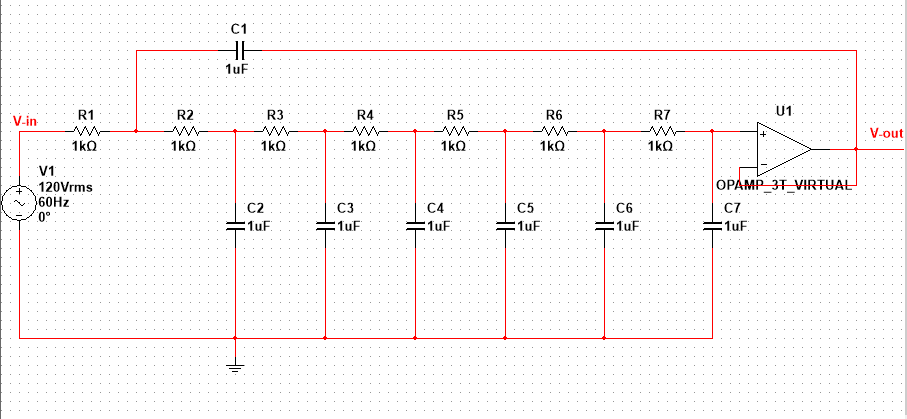 C1
1uF
V-in
R1
1kΩ
R2
1kΩ
R3
1kΩ
R4
1kΩ
R5
1kΩ
R6
1kΩ
R7
1kΩ
U1
V-out
OPAMP_3T_VIRTUAL
V1
120Vrms
60Hz
0°
C2
1uF
C3
1uF
C4
1uF
C5
1uF
C6
1uF
C7
1uF